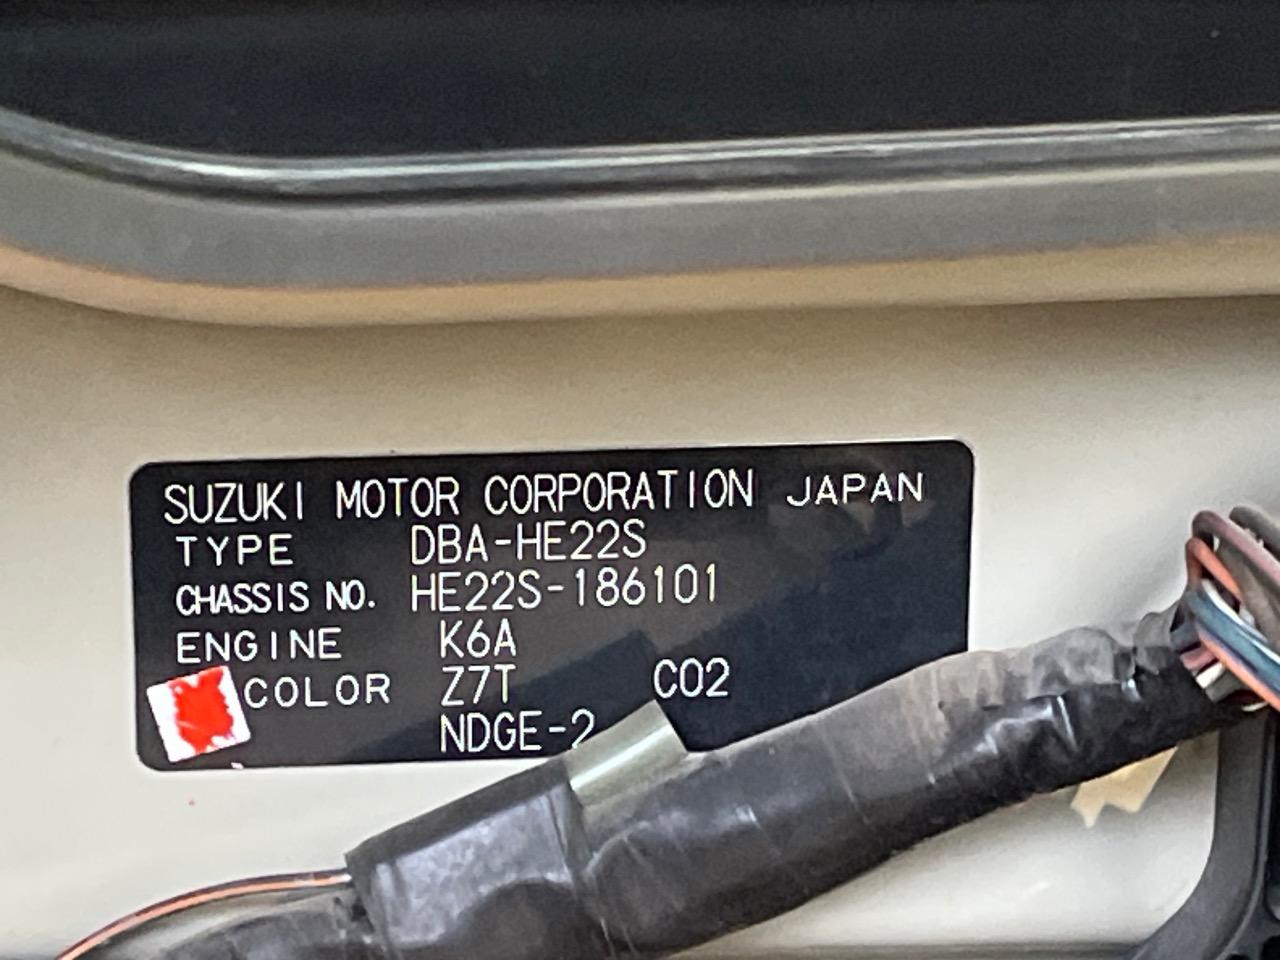 SUZUKI MOTOR CORPORATION JAPAN
TYPE DBA-HE22S
CHASSIS NO. HE22S-186101
ENGINE K6A
COLOR Z7T C02
NDGE-2